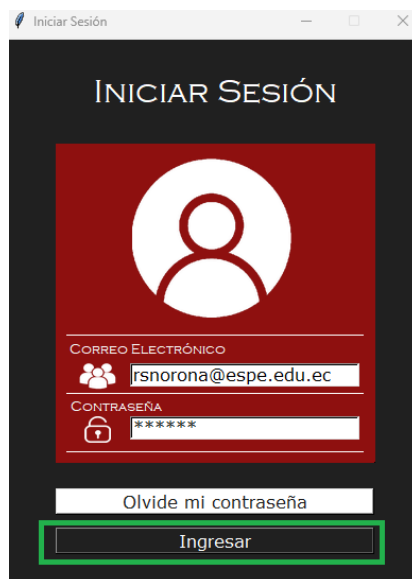 Iniciar Sesión
INICIAR SESIÓN
CORREO ELECTRÓNICO
rsnorona@espe.edu.ec
CONTRASEÑA
******
Olvide mi contraseña
Ingresar